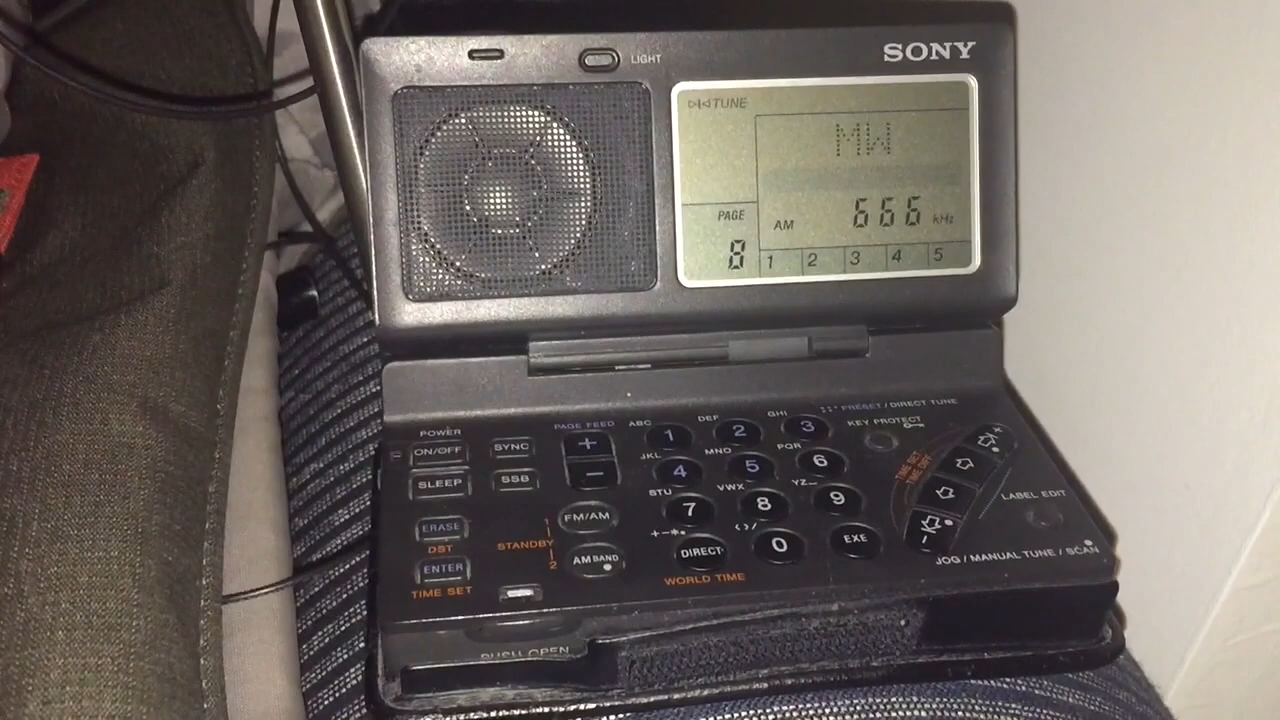 SONY
LIGHT
TUNE
MW
PAGE
8
AM
666 kHz
1 2 3 4 5
PRESET / DIRECT TUNE
POWER
ON/OFF
SYNC
PAGE FEED
+
−
ABC
1
DEF
2
GHI
3
KEY PROTECT
SLEEP
SSB
JKL
4
MNO
5
PQR
6
TIME SET
LABEL EDIT
STU
7
VWX
8
YZ_
9
ERASE
DST
STANDBY
1
2
FM/AM
+−*•
DIRECT
()/
0
EXE
ENTER
TIME SET
AM BAND
WORLD TIME
JOG / MANUAL TUNE / SCAN
+
−
PUSH OPEN